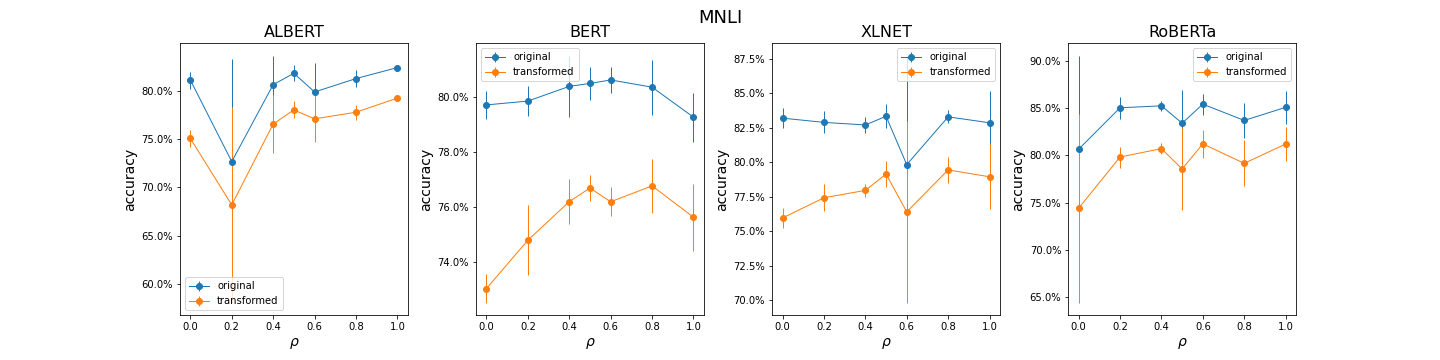 MNLI
ALBERT
accuracy
80.0%
75.0%
70.0%
65.0%
60.0%
original
transformed
0.0 0.2 0.4 0.6 0.8 1.0
ρ
BERT
accuracy
original
transformed
80.0%
78.0%
76.0%
74.0%
0.0 0.2 0.4 0.6 0.8 1.0
ρ
XLNET
accuracy
original
transformed
87.5%
85.0%
82.5%
80.0%
77.5%
75.0%
72.5%
70.0%
0.0 0.2 0.4 0.6 0.8 1.0
ρ
RoBERTa
accuracy
original
transformed
90.0%
85.0%
80.0%
75.0%
70.0%
65.0%
0.0 0.2 0.4 0.6 0.8 1.0
ρ